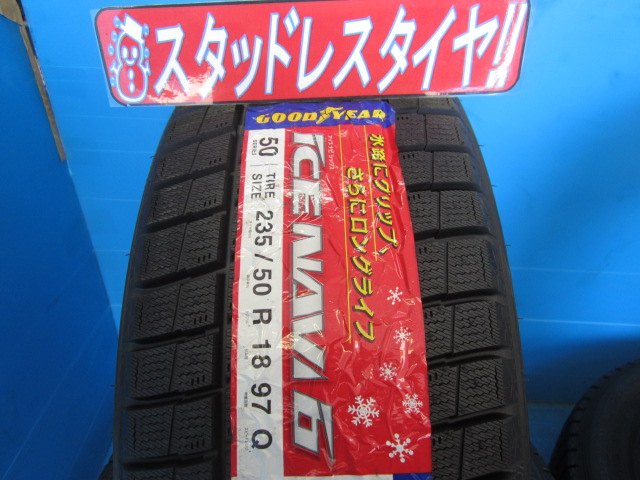 スタッドレスタイヤ!!
GOODYEAR
氷路にグリップ、
さらにロングライフ
ICE NAVI 6
50 TIRE SIZE 235/50 R 18 97 Q